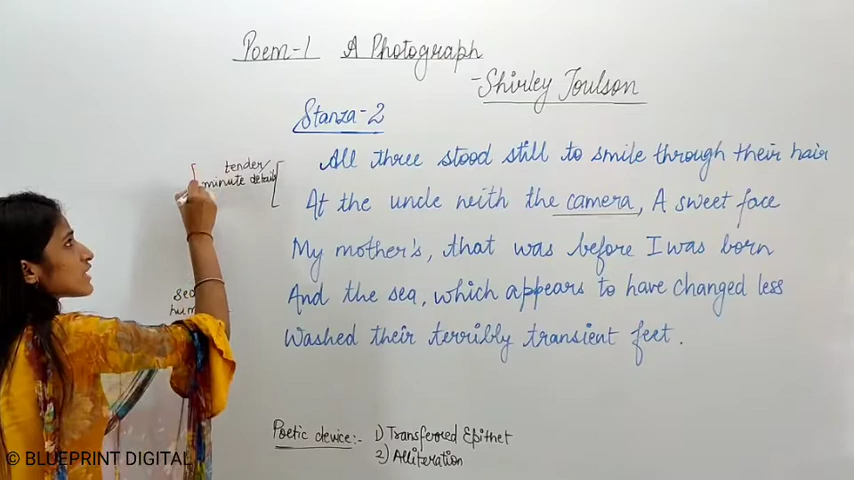 Poem-1 A Photograph
-Shirley Toulson
Stanza-2
tender/
minute details
All three stood still to smile through their hair
At the uncle with the camera, A sweet face
My mother's, that was before I was born
And the sea, which appears to have changed less
Washed their terribly transient feet.
Poetic device:- 1) Transferred Epithet
2) Alliteration
© BLUEPRINT DIGITAL